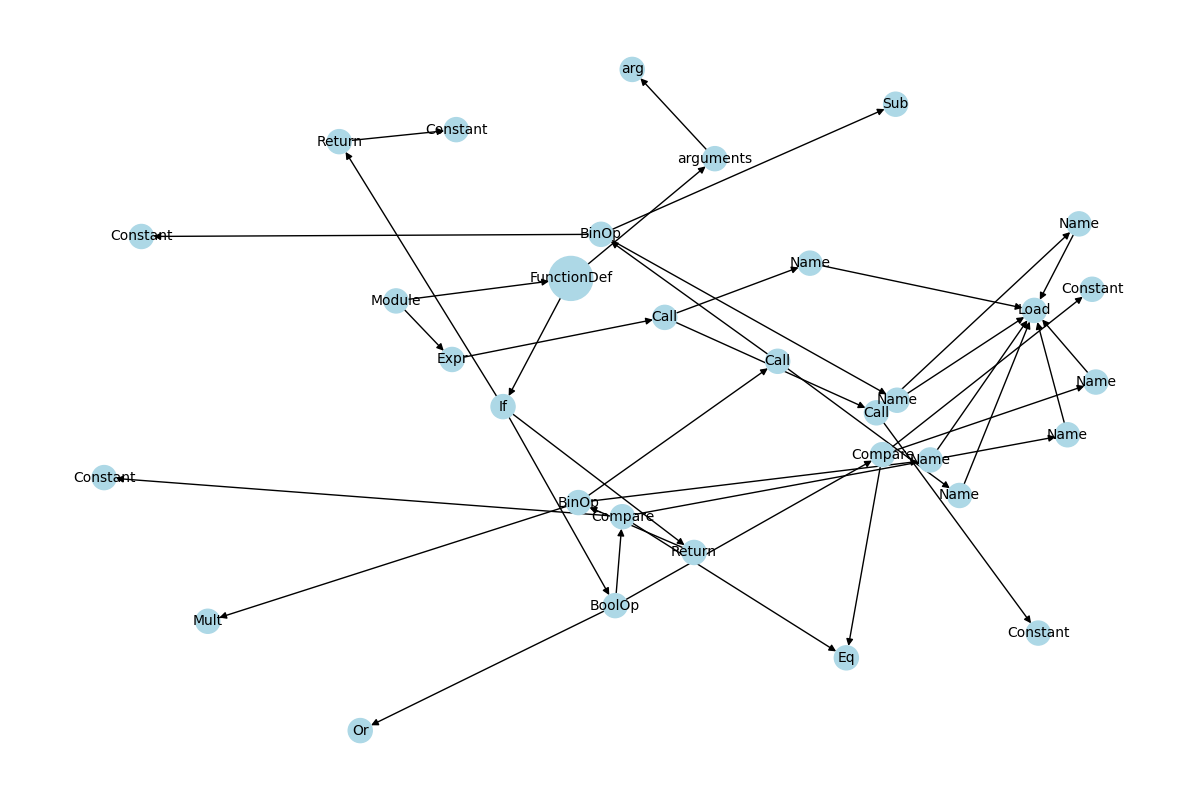 arg
Sub
Constant
Return
arguments
Name
BinOp
Constant
Name
FunctionDef
Constant
Module
Load
Call
Expr
Call
Name
Name
If
Call
Name
Compare
Name
Constant
Name
BinOp
Compare
Return
BoolOp
Mult
Constant
Eq
Or